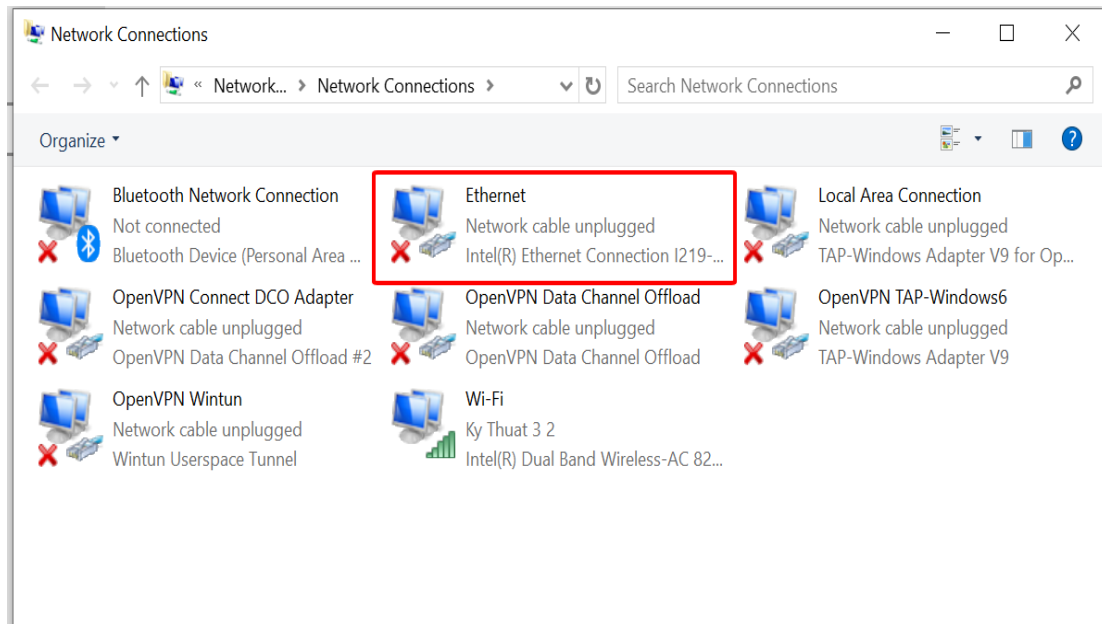 Network Connections
« Network... > Network Connections >
Search Network Connections
Organize
?
Bluetooth Network Connection
Not connected
Bluetooth Device (Personal Area ...
Ethernet
Network cable unplugged
Intel(R) Ethernet Connection I219-...
Local Area Connection
Network cable unplugged
TAP-Windows Adapter V9 for Op...
OpenVPN Connect DCO Adapter
Network cable unplugged
OpenVPN Data Channel Offload #2
OpenVPN Data Channel Offload
Network cable unplugged
OpenVPN Data Channel Offload
OpenVPN TAP-Windows6
Network cable unplugged
TAP-Windows Adapter V9
OpenVPN Wintun
Network cable unplugged
Wintun Userspace Tunnel
Wi-Fi
Ky Thuat 3 2
Intel(R) Dual Band Wireless-AC 82...